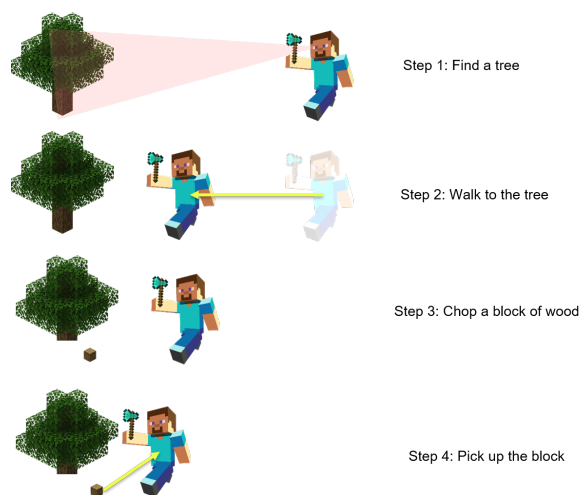 Step 1: Find a tree
Step 2: Walk to the tree
Step 3: Chop a block of wood
Step 4: Pick up the block